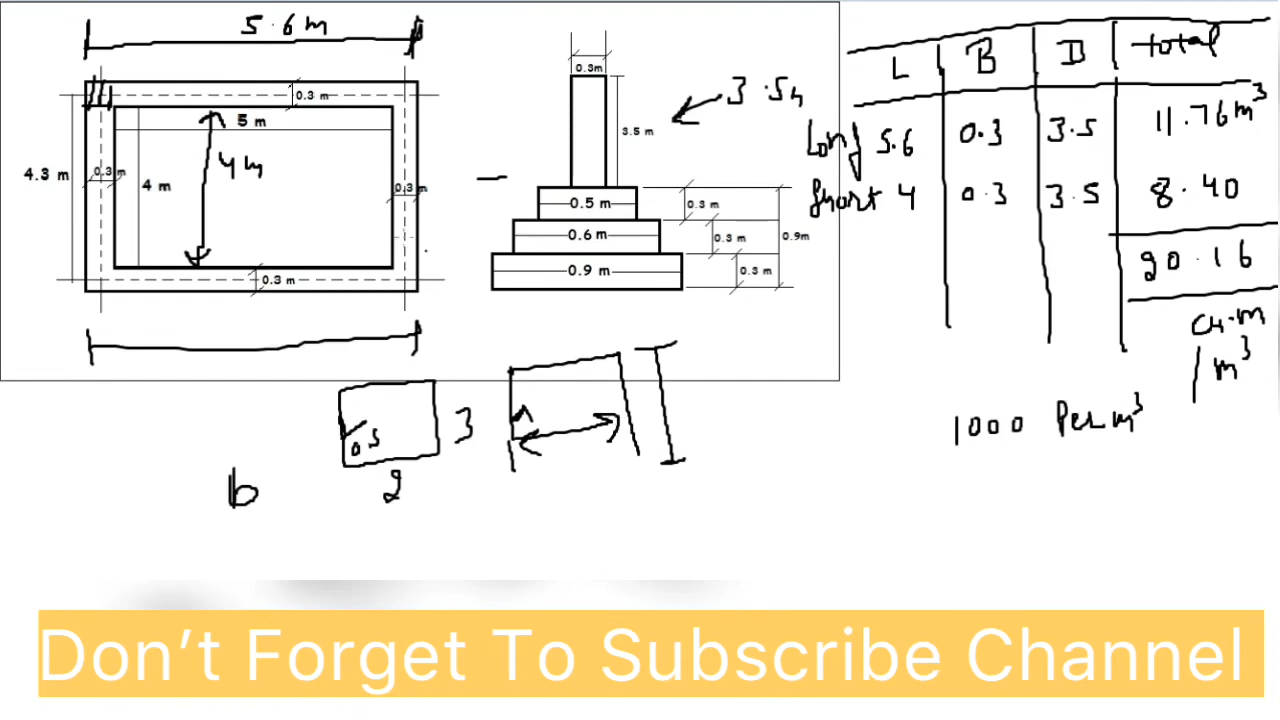 5.6 m
0.3 m
5 m
4 m
4.3 m
0.3 m
4 m
0.3 m
0.3 m
0.3m
3.5 m
3.5
0.5 m
0.3 m
0.6 m
0.3 m
0.9m
0.9 m
0.3 m
L B D total
Long 5.6 0.3 3.5 11.76 m³
Short 4 0.3 3.5 8.40
20.16
cu.m
/ m³
1000 Per m³
3
2
b
Don't Forget To Subscribe Channel